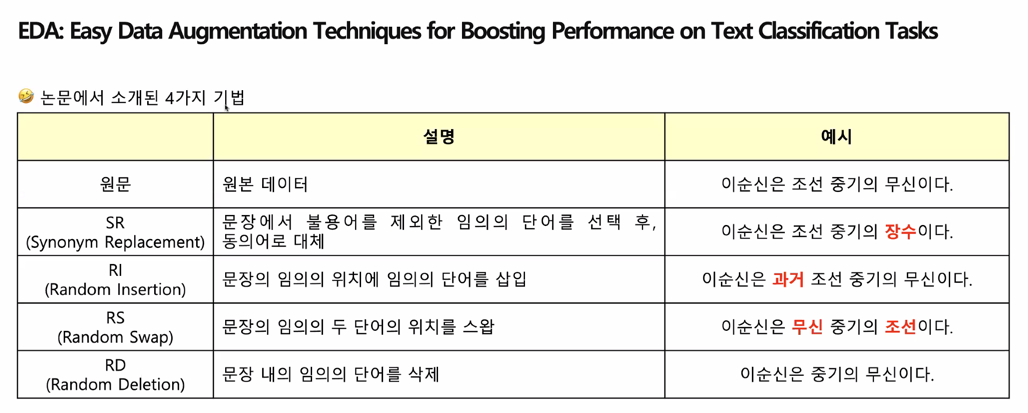 EDA: Easy Data Augmentation Techniques for Boosting Performance on Text Classification Tasks
🤣 논문에서 소개된 4가지 기법
설명 예시
원문 원본 데이터 이순신은 조선 중기의 무신이다.
SR
(Synonym Replacement)
문장에서 불용어를 제외한 임의의 단어를 선택 후,
동의어로 대체
이순신은 조선 중기의 장수이다.
RI
(Random Insertion)
문장의 임의의 위치에 임의의 단어를 삽입
이순신은 과거 조선 중기의 무신이다.
RS
(Random Swap)
문장의 임의의 두 단어의 위치를 스왑
이순신은 무신 중기의 조선이다.
RD
(Random Deletion)
문장 내의 임의의 단어를 삭제
이순신은 중기의 무신이다.